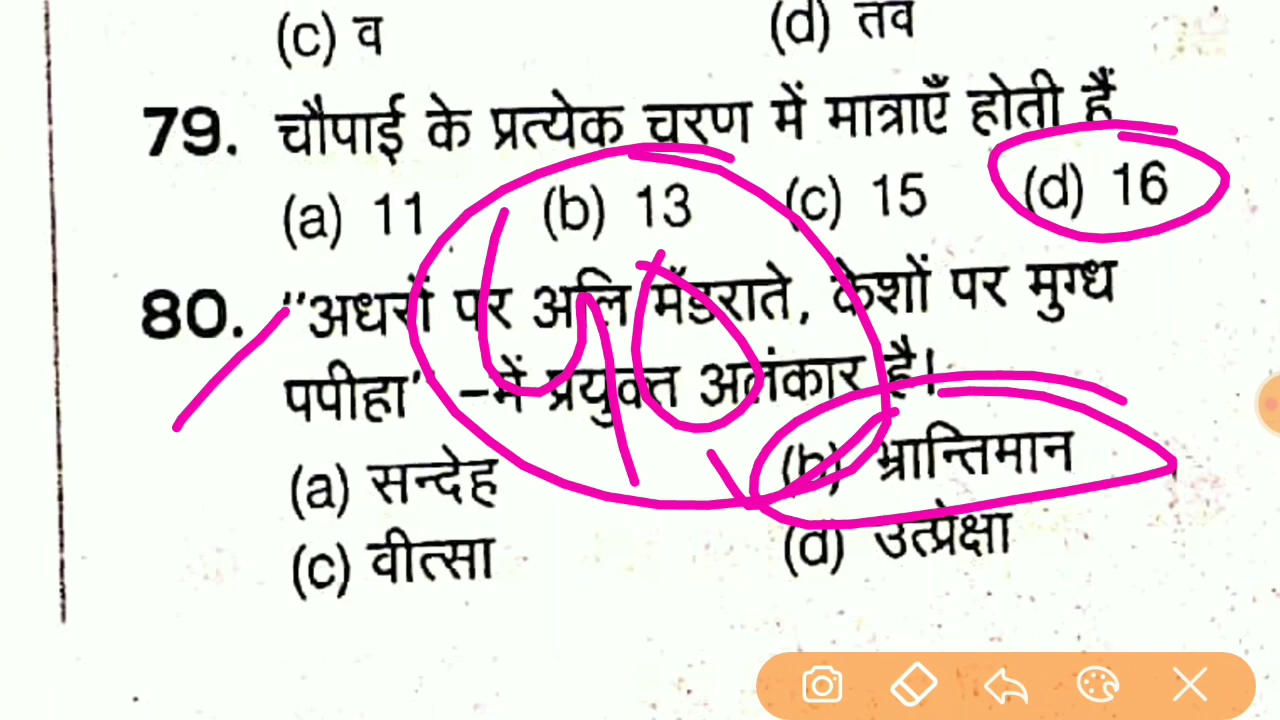 (c) व (d) तव
79. चौपाई के प्रत्येक चरण में मात्राएँ होती हैं
(a) 11 (b) 13 (c) 15 (d) 16
80. "अधरों पर अलि मँडराते, केशों पर मुग्ध
पपीहा" –में प्रयुक्त अलंकार है।
(a) सन्देह (b) भ्रान्तिमान
(c) वीत्सा (d) उत्प्रेक्षा